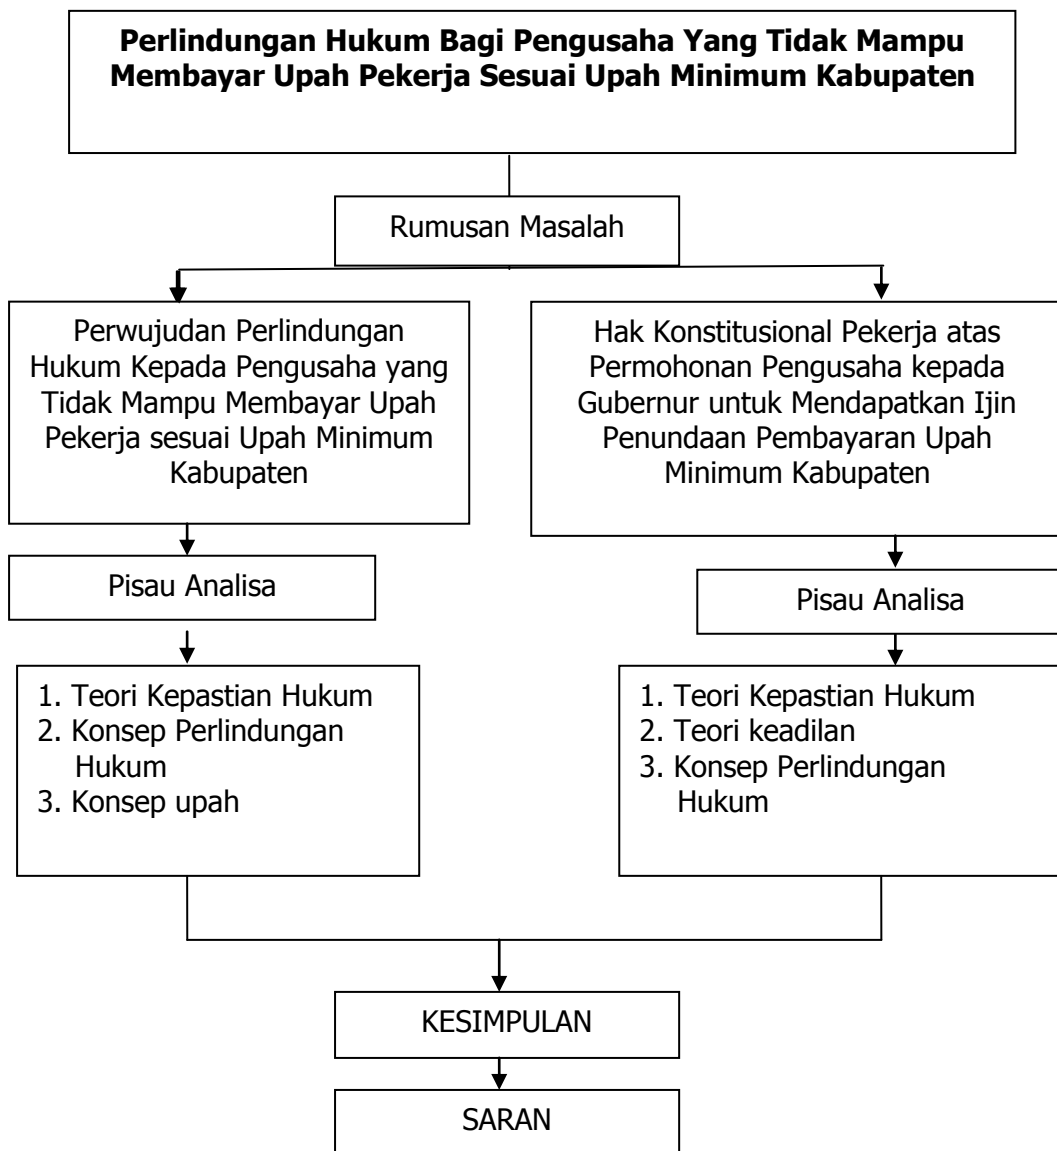 Perlindungan Hukum Bagi Pengusaha Yang Tidak Mampu
Membayar Upah Pekerja Sesuai Upah Minimum Kabupaten
Rumusan Masalah
Perwujudan Perlindungan
Hukum Kepada Pengusaha yang
Tidak Mampu Membayar Upah
Pekerja sesuai Upah Minimum
Kabupaten
Hak Konstitusional Pekerja atas
Permohonan Pengusaha kepada
Gubernur untuk Mendapatkan Ijin
Penundaan Pembayaran Upah
Minimum Kabupaten
Pisau Analisa
Pisau Analisa
1. Teori Kepastian Hukum
2. Konsep Perlindungan
Hukum
3. Konsep upah
1. Teori Kepastian Hukum
2. Teori keadilan
3. Konsep Perlindungan
Hukum
KESIMPULAN
SARAN